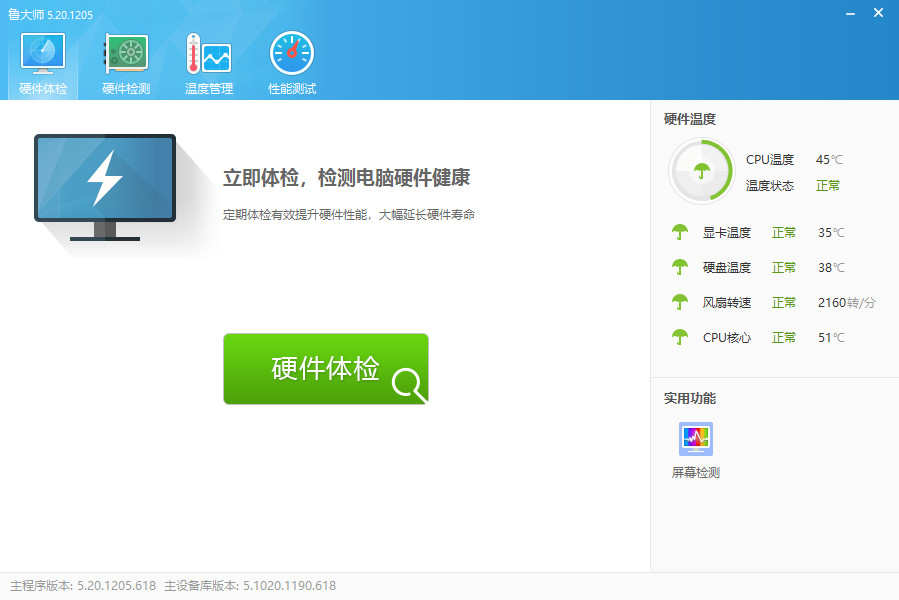 鲁大师 5.20.1205
硬件体检 硬件检测 温度管理 性能测试
立即体检，检测电脑硬件健康
定期体检有效提升硬件性能，大幅延长硬件寿命
硬件体检
硬件温度
CPU温度 45℃
温度状态 正常
显卡温度 正常 35℃
硬盘温度 正常 38℃
风扇转速 正常 2160转/分
CPU核心 正常 51℃
实用功能
屏幕检测
主程序版本: 5.20.1205.618 主设备库版本: 5.1020.1190.618